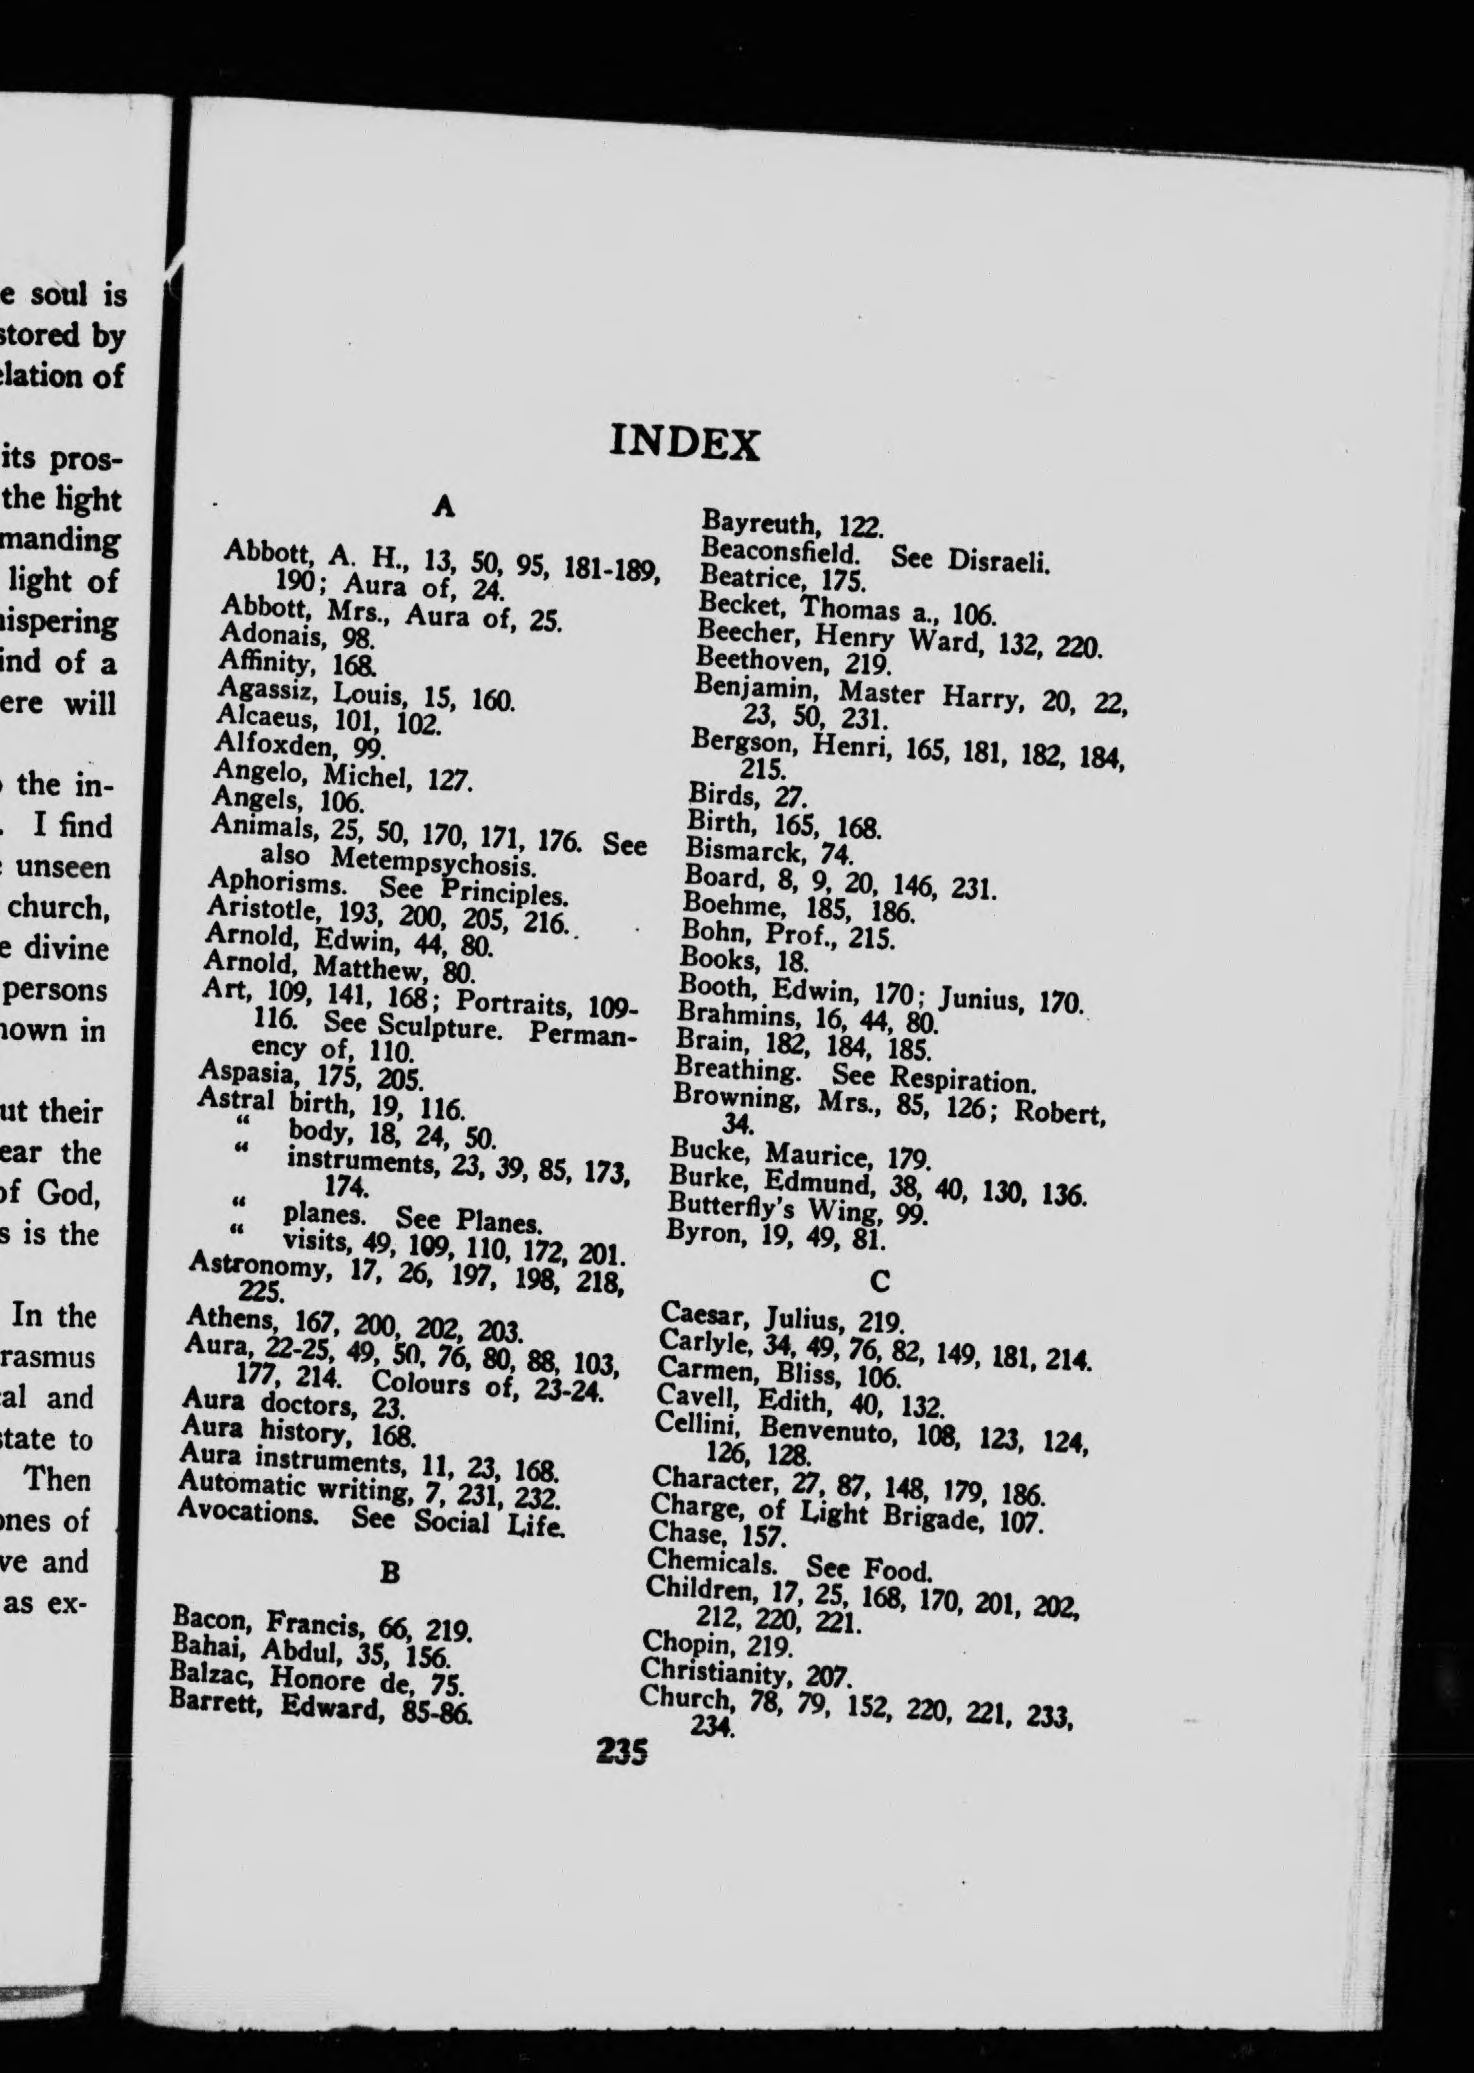 e soul is
stored by
elation of
its pros-
the light
manding
light of
hispering
ind of a
ere will
the in-
. I find
unseen
church,
e divine
persons
nown in
ut their
ear the
of God,
s is the
In the
rasmus
al and
state to
Then
ones of
ve and
as ex-
INDEX
A
Abbott, A. H., 13, 50, 95, 181-189,
190; Aura of, 24.
Abbott, Mrs., Aura of, 25.
Adonais, 98.
Affinity, 168.
Agassiz, Louis, 15, 160.
Alcaeus, 101, 102.
Alfoxden, 99.
Angelo, Michel, 127.
Angels, 106.
Animals, 25, 50, 170, 171, 176. See
also Metempsychosis.
Aphorisms. See Principles.
Aristotle, 193, 200, 205, 216.
Arnold, Edwin, 44, 80.
Arnold, Matthew, 80.
Art, 109, 141, 168; Portraits, 109-
116. See Sculpture. Perman-
ency of, 110.
Aspasia, 175, 205.
Astral birth, 19, 116.
“ body, 18, 24, 50.
“ instruments, 23, 39, 85, 173,
174.
“ planes. See Planes.
“ visits, 49, 109, 110, 172, 201.
Astronomy, 17, 26, 197, 198, 218,
225.
Athens, 167, 200, 202, 203.
Aura, 22-25, 49, 50, 76, 80, 88, 103,
177, 214. Colours of, 23-24.
Aura doctors, 23.
Aura history, 168.
Aura instruments, 11, 23, 168.
Automatic writing, 7, 231, 232.
Avocations. See Social Life.
B
Bacon, Francis, 66, 219.
Bahai, Abdul, 35, 156.
Balzac, Honore de, 75.
Barrett, Edward, 85-86.
Bayreuth, 122.
Beaconsfield. See Disraeli.
Beatrice, 175.
Becket, Thomas a., 106.
Beecher, Henry Ward, 132, 220.
Beethoven, 219.
Benjamin, Master Harry, 20, 22,
23, 50, 231.
Bergson, Henri, 165, 181, 182, 184,
215.
Birds, 27.
Birth, 165, 168.
Bismarck, 74.
Board, 8, 9, 20, 146, 231.
Boehme, 185, 186.
Bohn, Prof., 215.
Books, 18.
Booth, Edwin, 170; Junius, 170.
Brahmins, 16, 44, 80.
Brain, 182, 184, 185.
Breathing. See Respiration.
Browning, Mrs., 85, 126; Robert,
34.
Bucke, Maurice, 179.
Burke, Edmund, 38, 40, 130, 136.
Butterfly's Wing, 99.
Byron, 19, 49, 81.
C
Caesar, Julius, 219.
Carlyle, 34, 49, 76, 82, 149, 181, 214.
Carmen, Bliss, 106.
Cavell, Edith, 40, 132.
Cellini, Benvenuto, 108, 123, 124,
126, 128.
Character, 27, 87, 148, 179, 186.
Charge, of Light Brigade, 107.
Chase, 157.
Chemicals. See Food.
Children, 17, 25, 168, 170, 201, 202,
212, 220, 221.
Chopin, 219.
Christianity, 207.
Church, 78, 79, 152, 220, 221, 233,
234.
235